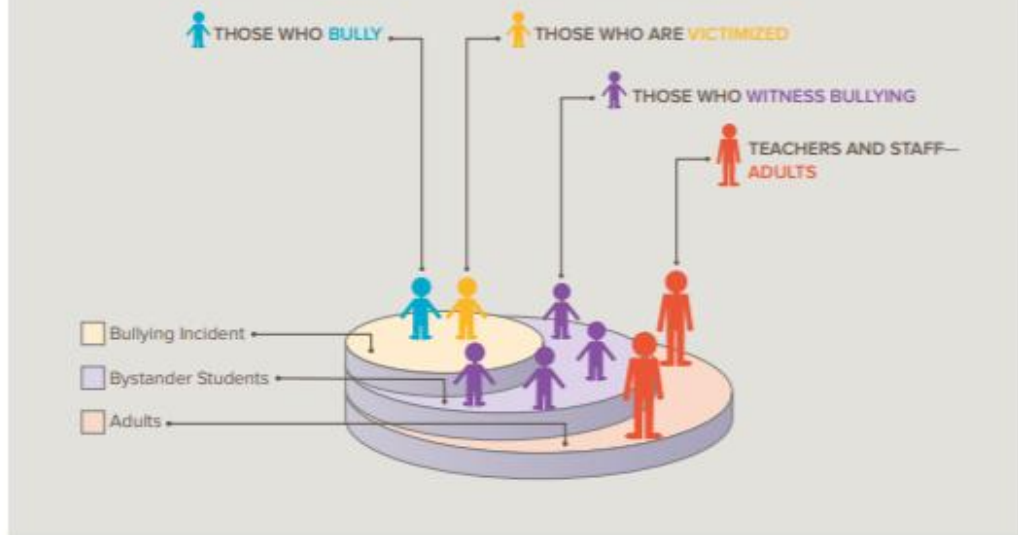 THOSE WHO BULLY
THOSE WHO ARE VICTIMIZED
THOSE WHO WITNESS BULLYING
TEACHERS AND STAFF—
ADULTS
Bullying Incident
Bystander Students
Adults